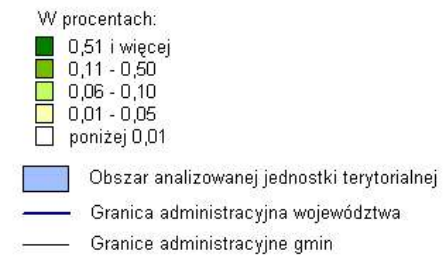 W procentach:
0,51 i więcej
0,11 - 0,50
0,06 - 0,10
0,01 - 0,05
poniżej 0,01
Obszar analizowanej jednostki terytorialnej
Granica administracyjna województwa
Granice administracyjne gmin